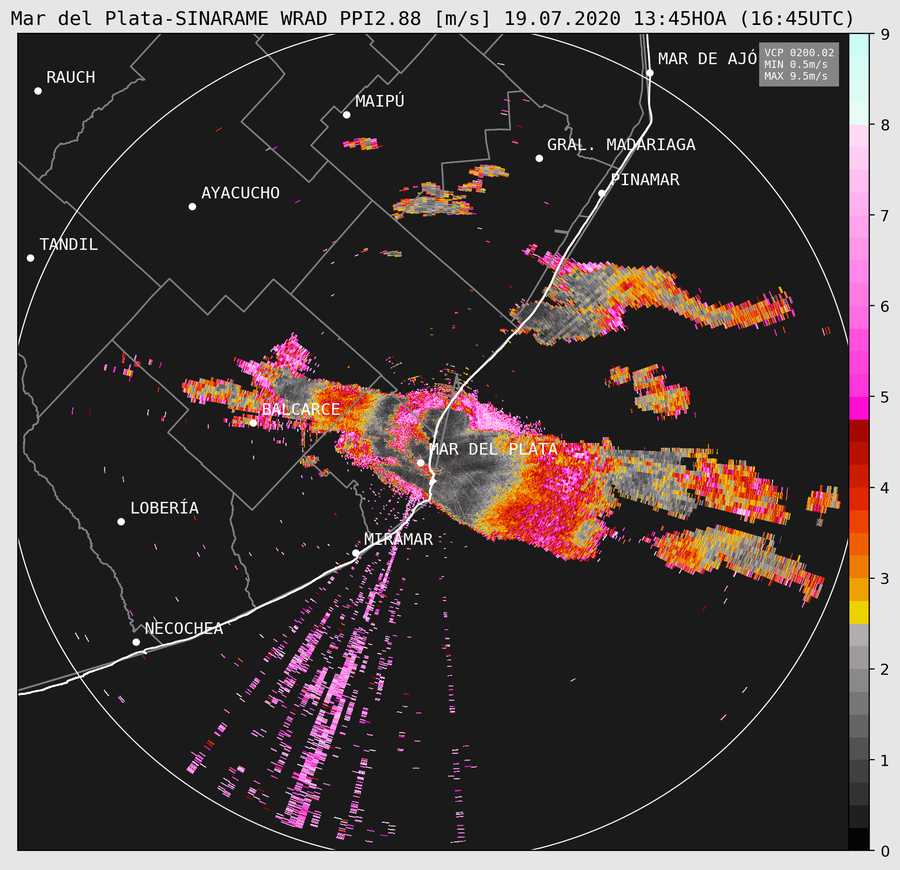 Mar del Plata-SINARAME WRAD PPI2.88 [m/s] 19.07.2020 13:45HOA (16:45UTC)
VCP 0200.02
MIN 0.5m/s
MAX 9.5m/s
MAR DE AJÓ
RAUCH
MAIPÚ
GRAL. MADARIAGA
PINAMAR
AYACUCHO
TANDIL
BALCARCE
MAR DEL PLATA
LOBERÍA
MIRAMAR
NECOCHEA
9
8
7
6
5
4
3
2
1
0